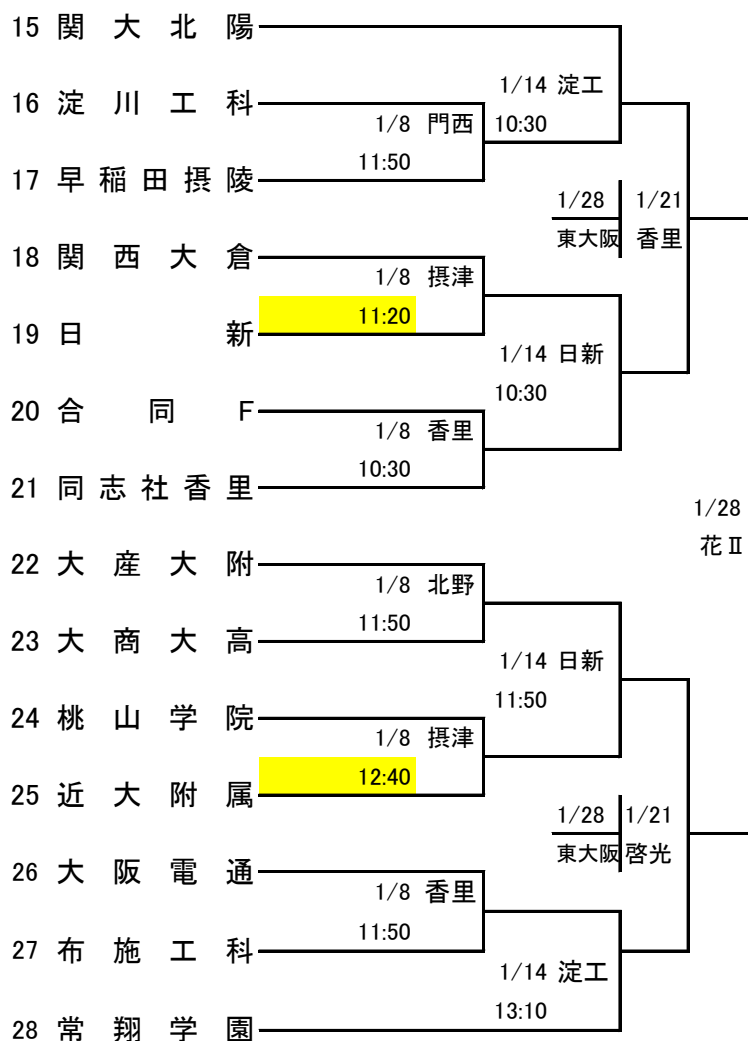 15 関大北陽
1/14 淀工
16 淀川工科
1/8 門西
10:30
11:50
17 早稲田摂陵
1/28
1/21
東大阪
香里
18 関西大倉
1/8 摂津
11:20
19 日新
1/14 日新
10:30
20 合同F
1/8 香里
10:30
21 同志社香里
1/28
花Ⅱ
22 大産大附
1/8 北野
11:50
23 大商大高
1/14 日新
11:50
24 桃山学院
1/8 摂津
12:40
25 近大附属
1/28
1/21
東大阪
啓光
26 大阪電通
1/8 香里
11:50
27 布施工科
1/14 淀工
13:10
28 常翔学園